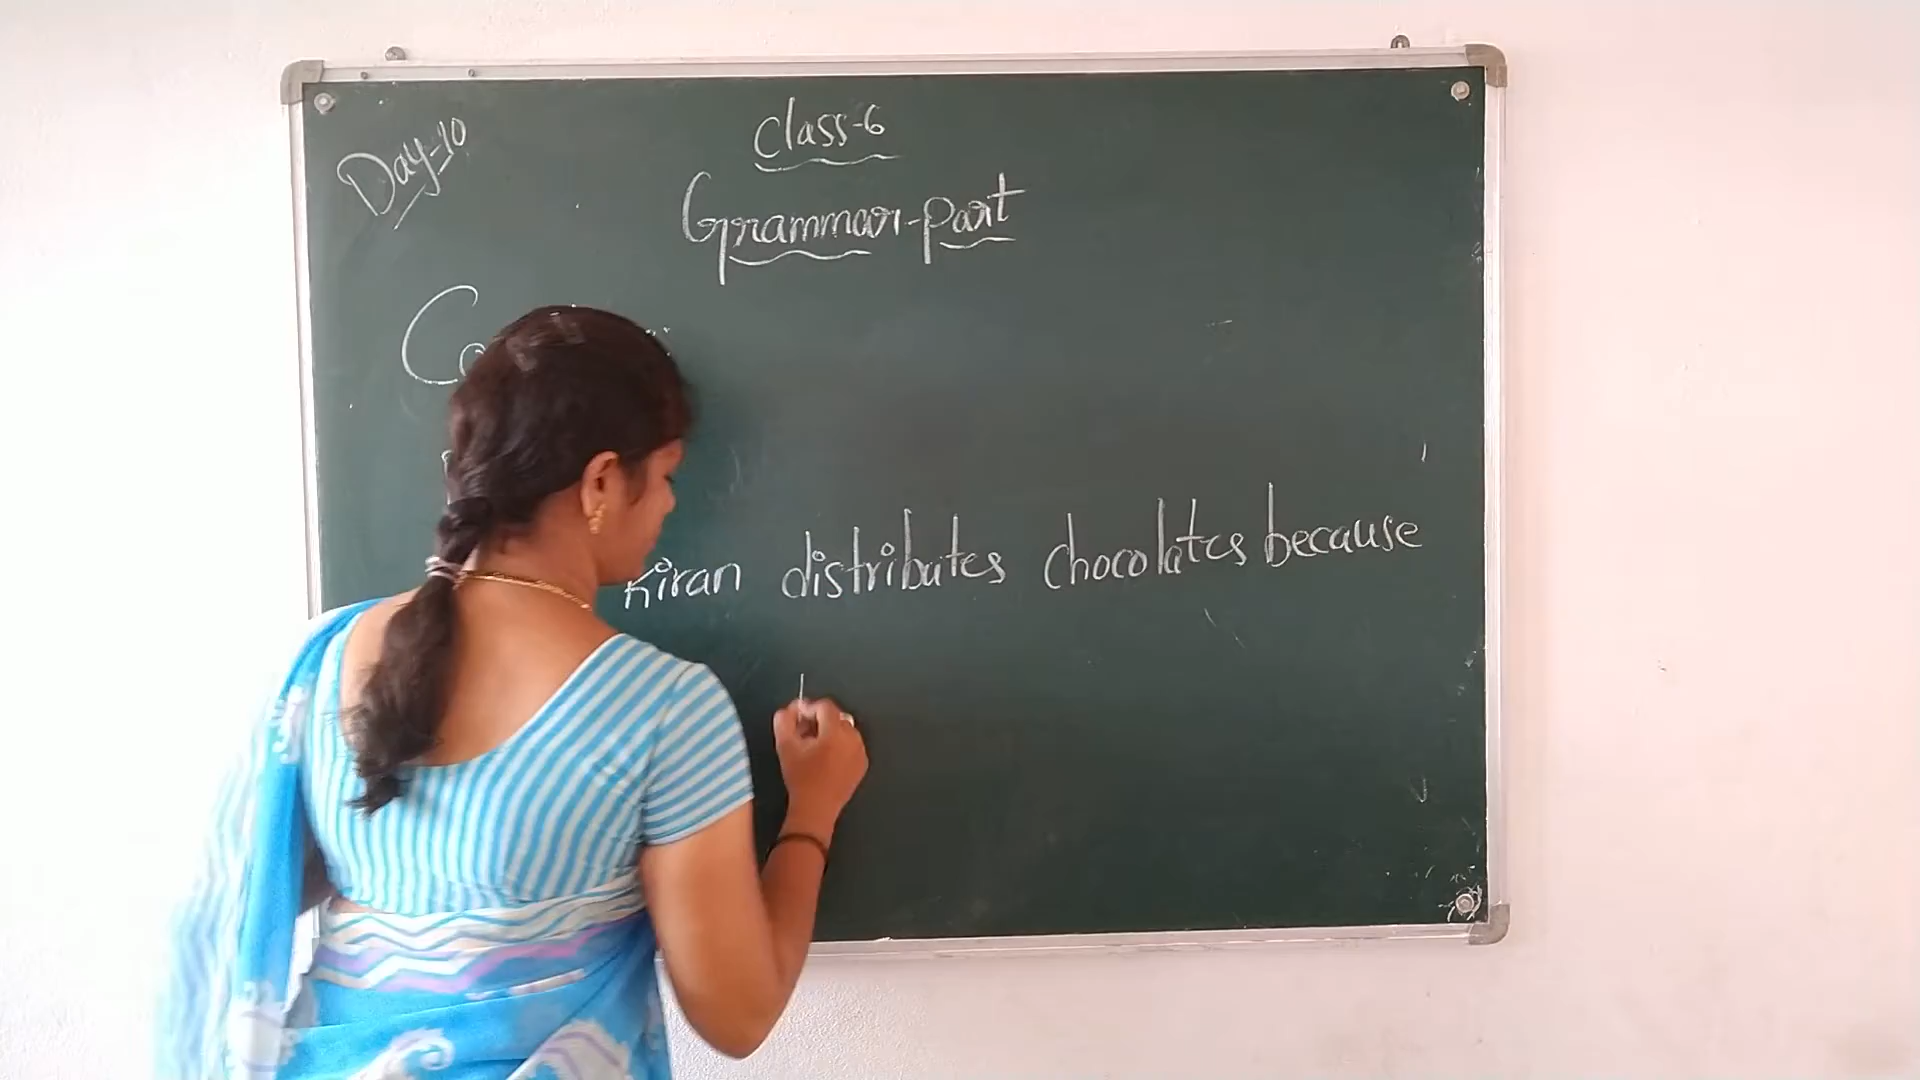 Day-10
Class-6
Grammar-part
Kiran distributes chocolates because